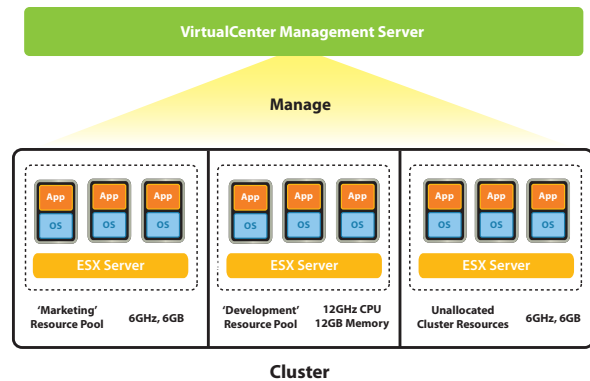 VirtualCenter Management Server
Manage
App App App
OS OS OS
ESX Server
'Marketing'
Resource Pool
6GHz, 6GB
App App App
OS OS OS
ESX Server
'Development'
Resource Pool
12GHz CPU
12GB Memory
App App App
OS OS OS
ESX Server
Unallocated
Cluster Resources
6GHz, 6GB
Cluster